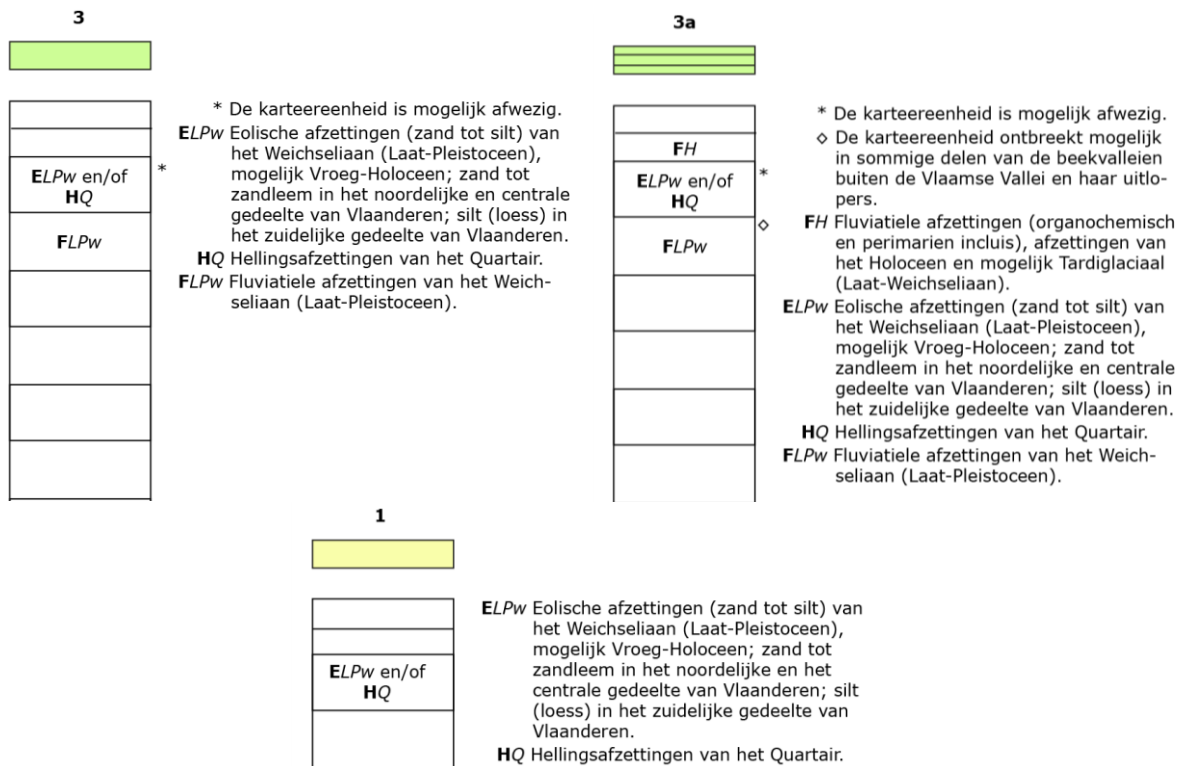 3
ELPw en/of
HQ
*
FLPw
* De karteereenheid is mogelijk afwezig.
ELPw Eolische afzettingen (zand tot silt) van
het Weichseliaan (Laat-Pleistoceen),
mogelijk Vroeg-Holoceen; zand tot
zandleem in het noordelijke en centrale
gedeelte van Vlaanderen; silt (loess) in
het zuidelijke gedeelte van Vlaanderen.
HQ Hellingsafzettingen van het Quartair.
FLPw Fluviatiele afzettingen van het Weich-
seliaan (Laat-Pleistoceen).
3a
FH
ELPw en/of
HQ
*
◇
FLPw
* De karteereenheid is mogelijk afwezig.
◇ De karteereenheid ontbreekt mogelijk
in sommige delen van de beekvalleien
buiten de Vlaamse Vallei en haar uitlo-
pers.
FH Fluviatiele afzettingen (organochemisch
en perimarien incluis), afzettingen van
het Holoceen en mogelijk Tardiglaciaal
(Laat-Weichseliaan).
ELPw Eolische afzettingen (zand tot silt) van
het Weichseliaan (Laat-Pleistoceen),
mogelijk Vroeg-Holoceen; zand tot
zandleem in het noordelijke en centrale
gedeelte van Vlaanderen; silt (loess) in
het zuidelijke gedeelte van Vlaanderen.
HQ Hellingsafzettingen van het Quartair.
FLPw Fluviatiele afzettingen van het Weich-
seliaan (Laat-Pleistoceen).
1
ELPw en/of
HQ
ELPw Eolische afzettingen (zand tot silt) van
het Weichseliaan (Laat-Pleistoceen),
mogelijk Vroeg-Holoceen; zand tot
zandleem in het noordelijke en het
centrale gedeelte van Vlaanderen; silt
(loess) in het zuidelijke gedeelte van
Vlaanderen.
HQ Hellingsafzettingen van het Quartair.